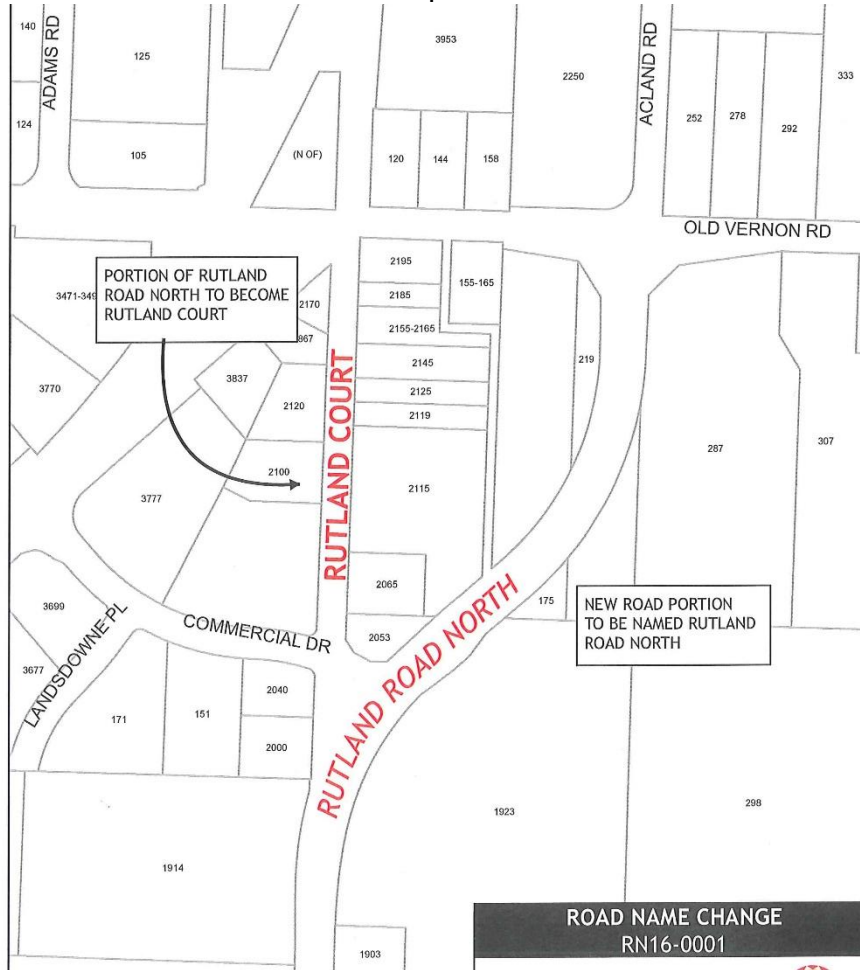 140
ADAMS RD
125
3953
2250
ACLAND RD
333
124
105
(N OF)
120
144
158
252
278
292
OLD VERNON RD
2195
155-165
PORTION OF RUTLAND
ROAD NORTH TO BECOME
RUTLAND COURT
3471-349
2170
2185
2155-2165
867
2145
219
3770
3837
2120
2125
2119
RUTLAND COURT
287
307
2100
2115
3777
2065
175
NEW ROAD PORTION
TO BE NAMED RUTLAND
ROAD NORTH
3699
COMMERCIAL DR
2053
RUTLAND ROAD NORTH
3677
LANDSDOWNE PL
171
151
2040
2000
1923
298
1914
1903
ROAD NAME CHANGE
RN16-0001